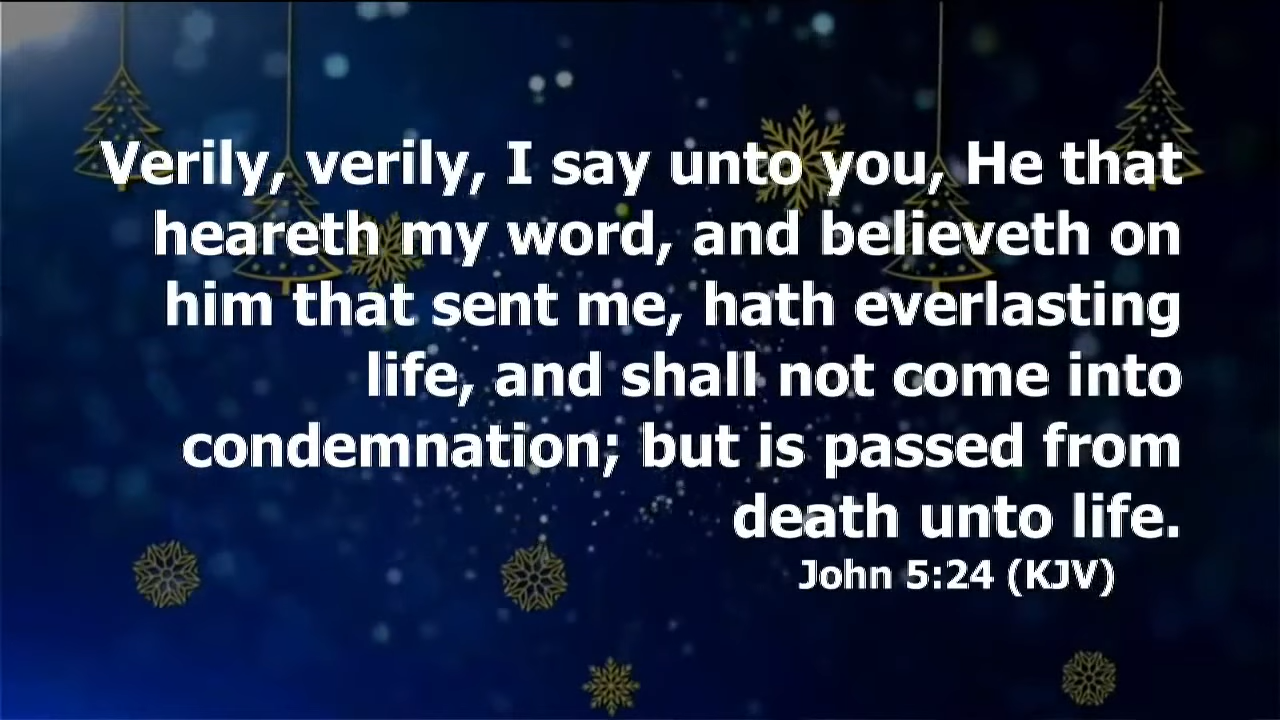 Verily, verily, I say unto you, He that
heareth my word, and believeth on
him that sent me, hath everlasting
life, and shall not come into
condemnation; but is passed from
death unto life.
John 5:24 (KJV)